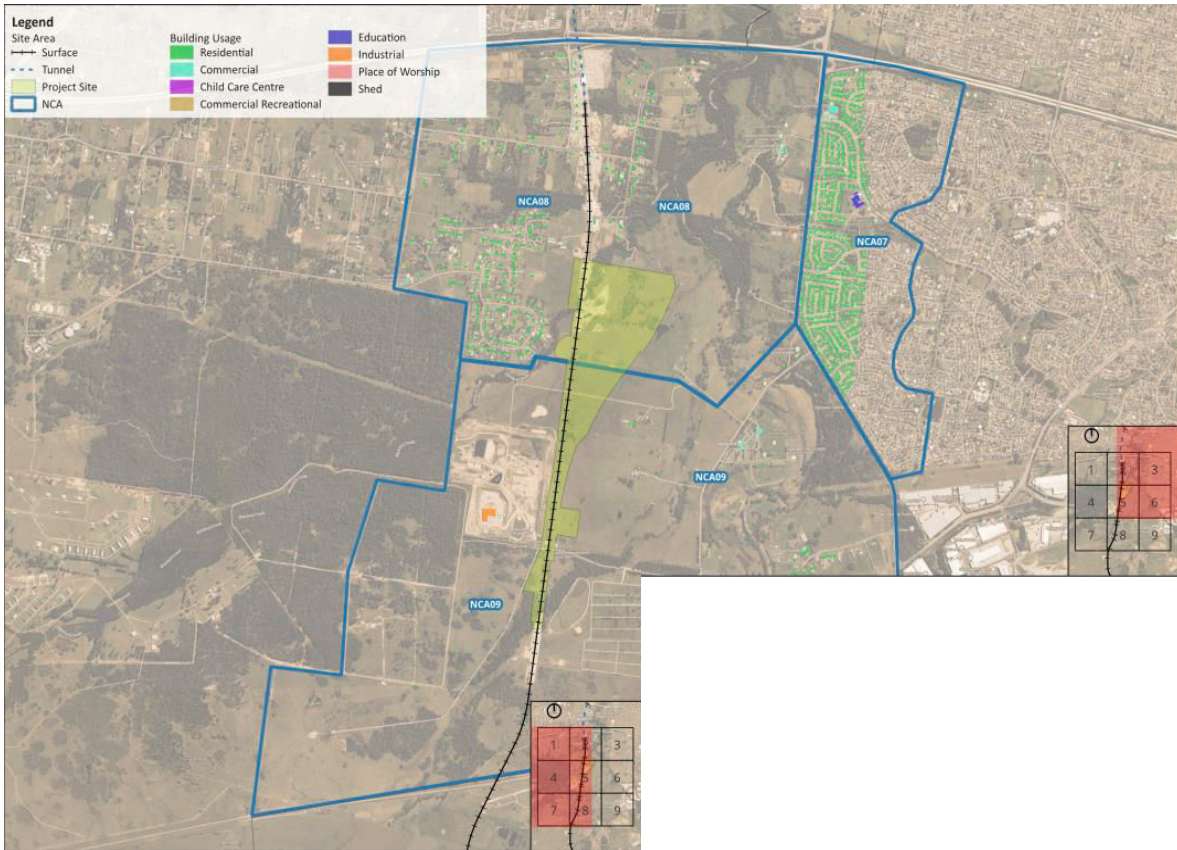 Legend
Site Area
Surface
Tunnel
Project Site
NCA
Building Usage
Residential
Commercial
Child Care Centre
Commercial Recreational
Education
Industrial
Place of Worship
Shed
NCA08
NCA08
NCA07
NCA09
NCA09
1 2 3
4 5 6
7 8 9
1 2 3
4 5 6
7 8 9